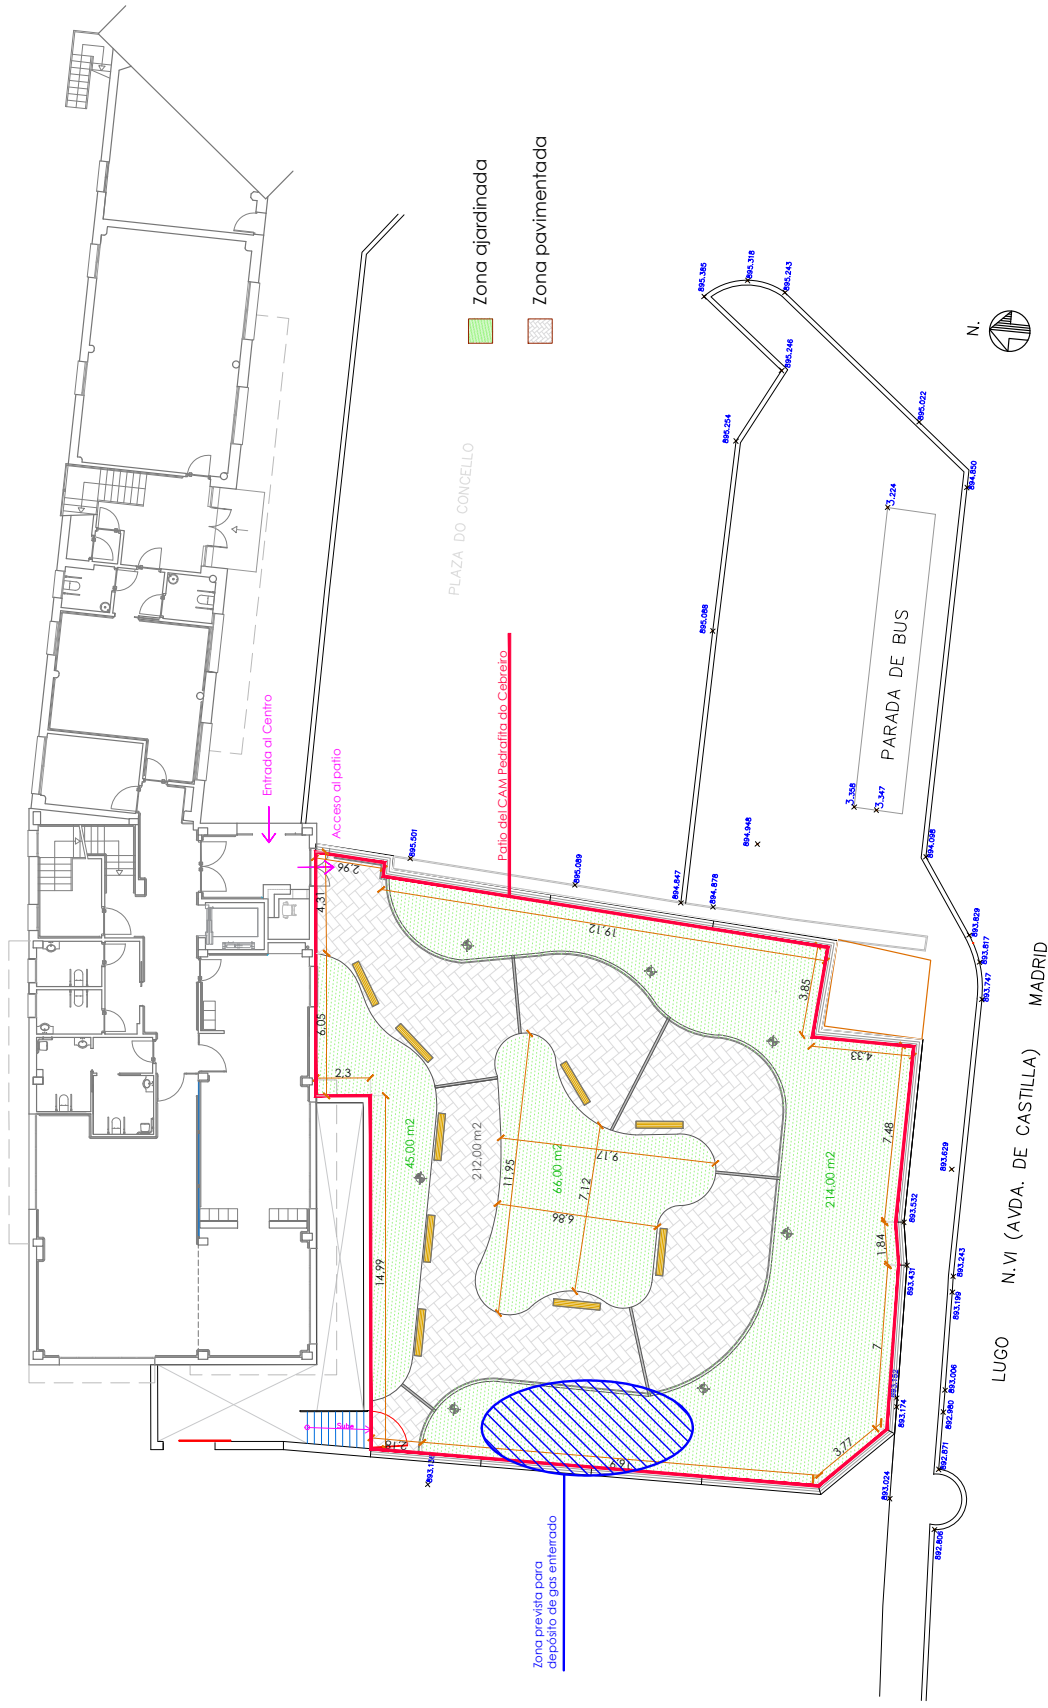 Zona ajardinada
Zona pavimentada
N.
PLAZA DO CONCELLO
Entrada al Centro
Acceso al patio
Patio del CAM Pedrafita do Cebreiro
PARADA DE BUS
895.385
895.318
895.243
895.246
895.254
895.022
894.850
3.224
895.088
3.358
3.347
894.948
894.098
895.501
895.089
894.847
894.878
893.829
893.817
893.747
2,96
4,31
19,12
3,85
4,33
6,05
2,3
7,48
45,00 m2
212,00 m2
11,95
9,17
66,00 m2
7,12
6,86
214,00 m2
14,99
1,84
7
3,77
893.629
893.532
893.431
893.243
893.199
893.006
892.980
893.174
892.871
893.024
892.806
Sube
Zona prevista para
depósito de gas enterrado
LUGO
N.VI (AVDA. DE CASTILLA)
MADRID